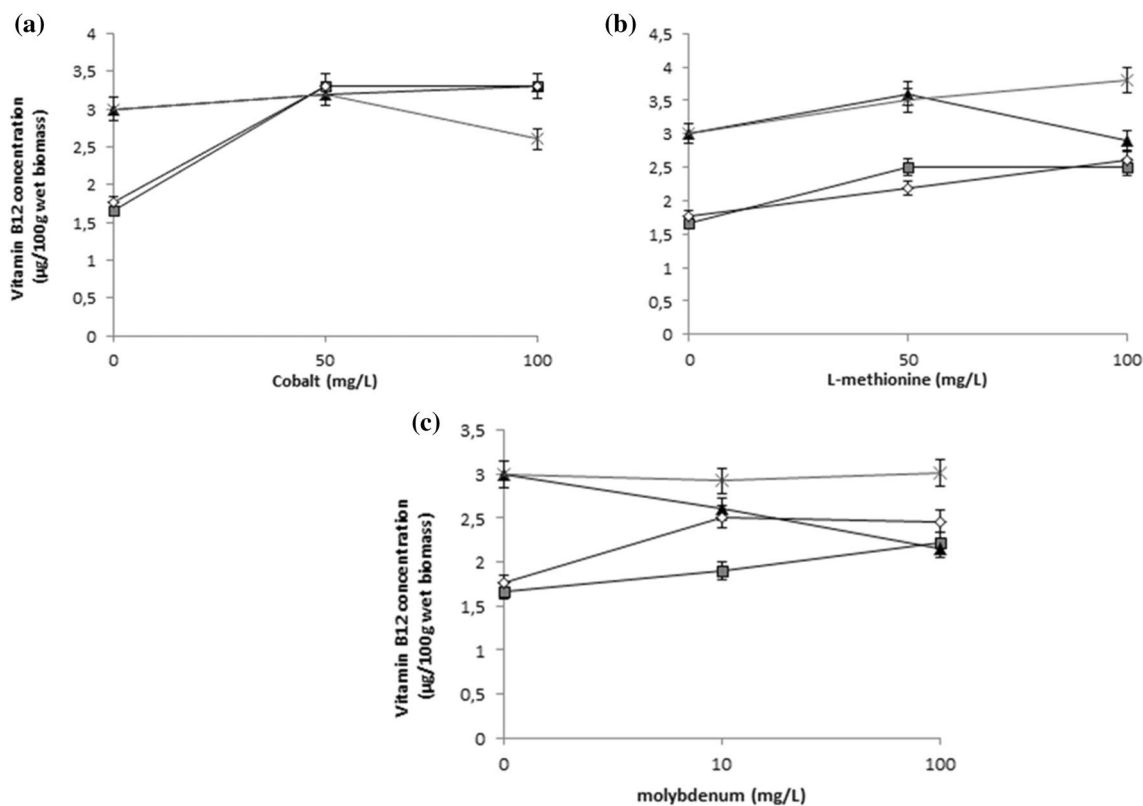 (a)
4
3,5
3
2,5
2
1,5
1
0,5
0
0 50 100
Cobalt (mg/L)
Vitamin B12 concentration
(µg/100g wet biomass)
(b)
4,5
4
3,5
3
2,5
2
1,5
1
0,5
0
0 50 100
L-methionine (mg/L)
(c)
3,5
3
2,5
2
1,5
1
0,5
0
0 10 100
molybdenum (mg/L)
Vitamin B12 concentration
(µg/100g wet biomass)